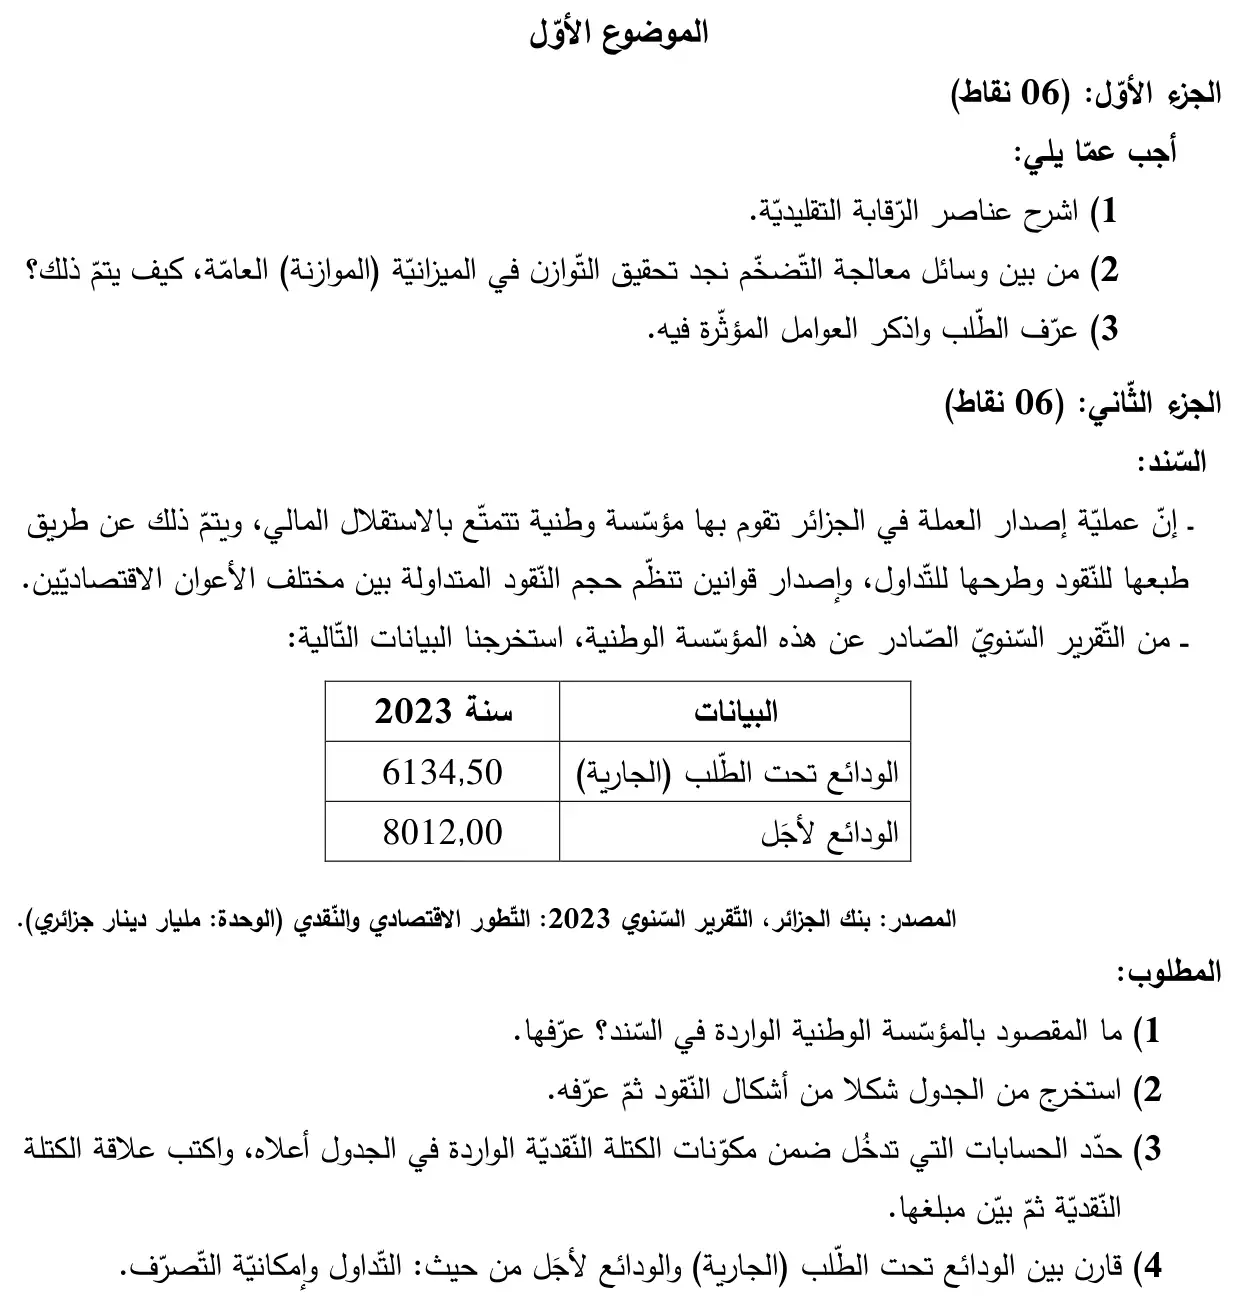 الموضوع الأوّل
الجزء الأوّل: (06 نقاط)
أجب عمّا يلي:
1) اشرح عناصر الرّقابة التقليديّة.
2) من بين وسائل معالجة التّضخّم نجد تحقيق التّوازن في الميزانيّة (الموازنة) العامّة، كيف يتمّ ذلك؟
3) عرّف الطّلب واذكر العوامل المؤثّرة فيه.
الجزء الثّاني: (06 نقاط)
السّند:
ـ إنّ عمليّة إصدار العملة في الجزائر تقوم بها مؤسّسة وطنية تتمتّع بالاستقلال المالي، ويتمّ ذلك عن طريق
طبعها للنّقود وطرحها للتّداول، وإصدار قوانين تنظّم حجم النّقود المتداولة بين مختلف الأعوان الاقتصاديّين.
ـ من التّقرير السّنويّ الصّادر عن هذه المؤسّسة الوطنية، استخرجنا البيانات التّالية:
البيانات سنة 2023
الودائع تحت الطّلب (الجارية) 6134,50
الودائع لأجَل 8012,00
المصدر: بنك الجزائر، التّقرير السّنوي 2023: التّطور الاقتصادي والنّقدي (الوحدة: مليار دينار جزائري).
المطلوب:
1) ما المقصود بالمؤسّسة الوطنية الواردة في السّند؟ عرّفها.
2) استخرج من الجدول شكلا من أشكال النّقود ثمّ عرّفه.
3) حدّد الحسابات التي تدخُل ضمن مكوّنات الكتلة النّقديّة الواردة في الجدول أعلاه، واكتب علاقة الكتلة
النّقديّة ثمّ بيّن مبلغها.
4) قارن بين الودائع تحت الطّلب (الجارية) والودائع لأجَل من حيث: التّداول وإمكانيّة التّصرّف.